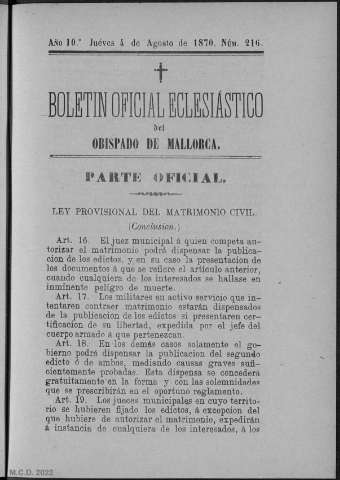 Año 10.º Juéves 4 de Agosto de 1870. Núm. 216.
BOLETIN OFICIAL ECLESIÁSTICO
del
OBISPADO DE MALLORCA.
PARTE OFICIAL.
LEY PROVISIONAL DEL MATRIMONIO CIVIL.
(Conclusion.)
Art. 16. El juez municipal á quien competa au-
torizar el matrimonio podrá dispensar la publica-
cion de los edictos, y en su caso la presentacion de
los documentos á que se refiere el artículo anterior,
cuando cualquiera de los interesados se hallase en
inminente peligro de muerte.
Art. 17. Los militares en activo servicio que in-
tentaren contraer matrimonio estarán dispensados
de la publicacion de los edictos si presentaren cer-
tificacion de su libertad, expedida por el jefe del
cuerpo armado á que pertenezcan.
Art. 18. En los demás casos solamente el go-
bierno podrá dispensar la publicacion del segundo
edicto ó de ambos, mediando causas graves sufi-
cientemente probadas. Esta dispensa se concederá
gratuitamente en la forma y con las solemnidades
que se prescribirán en el oportuno reglamento.
Art. 19. Los jueces municipales en cuyo territo-
rio se hubieren fijado los edictos, á excepcion del
que hubiere de autorizar el matrimonio, expedirán
á instancia de cualquiera de los interesados, á los
M.C.D. 2022